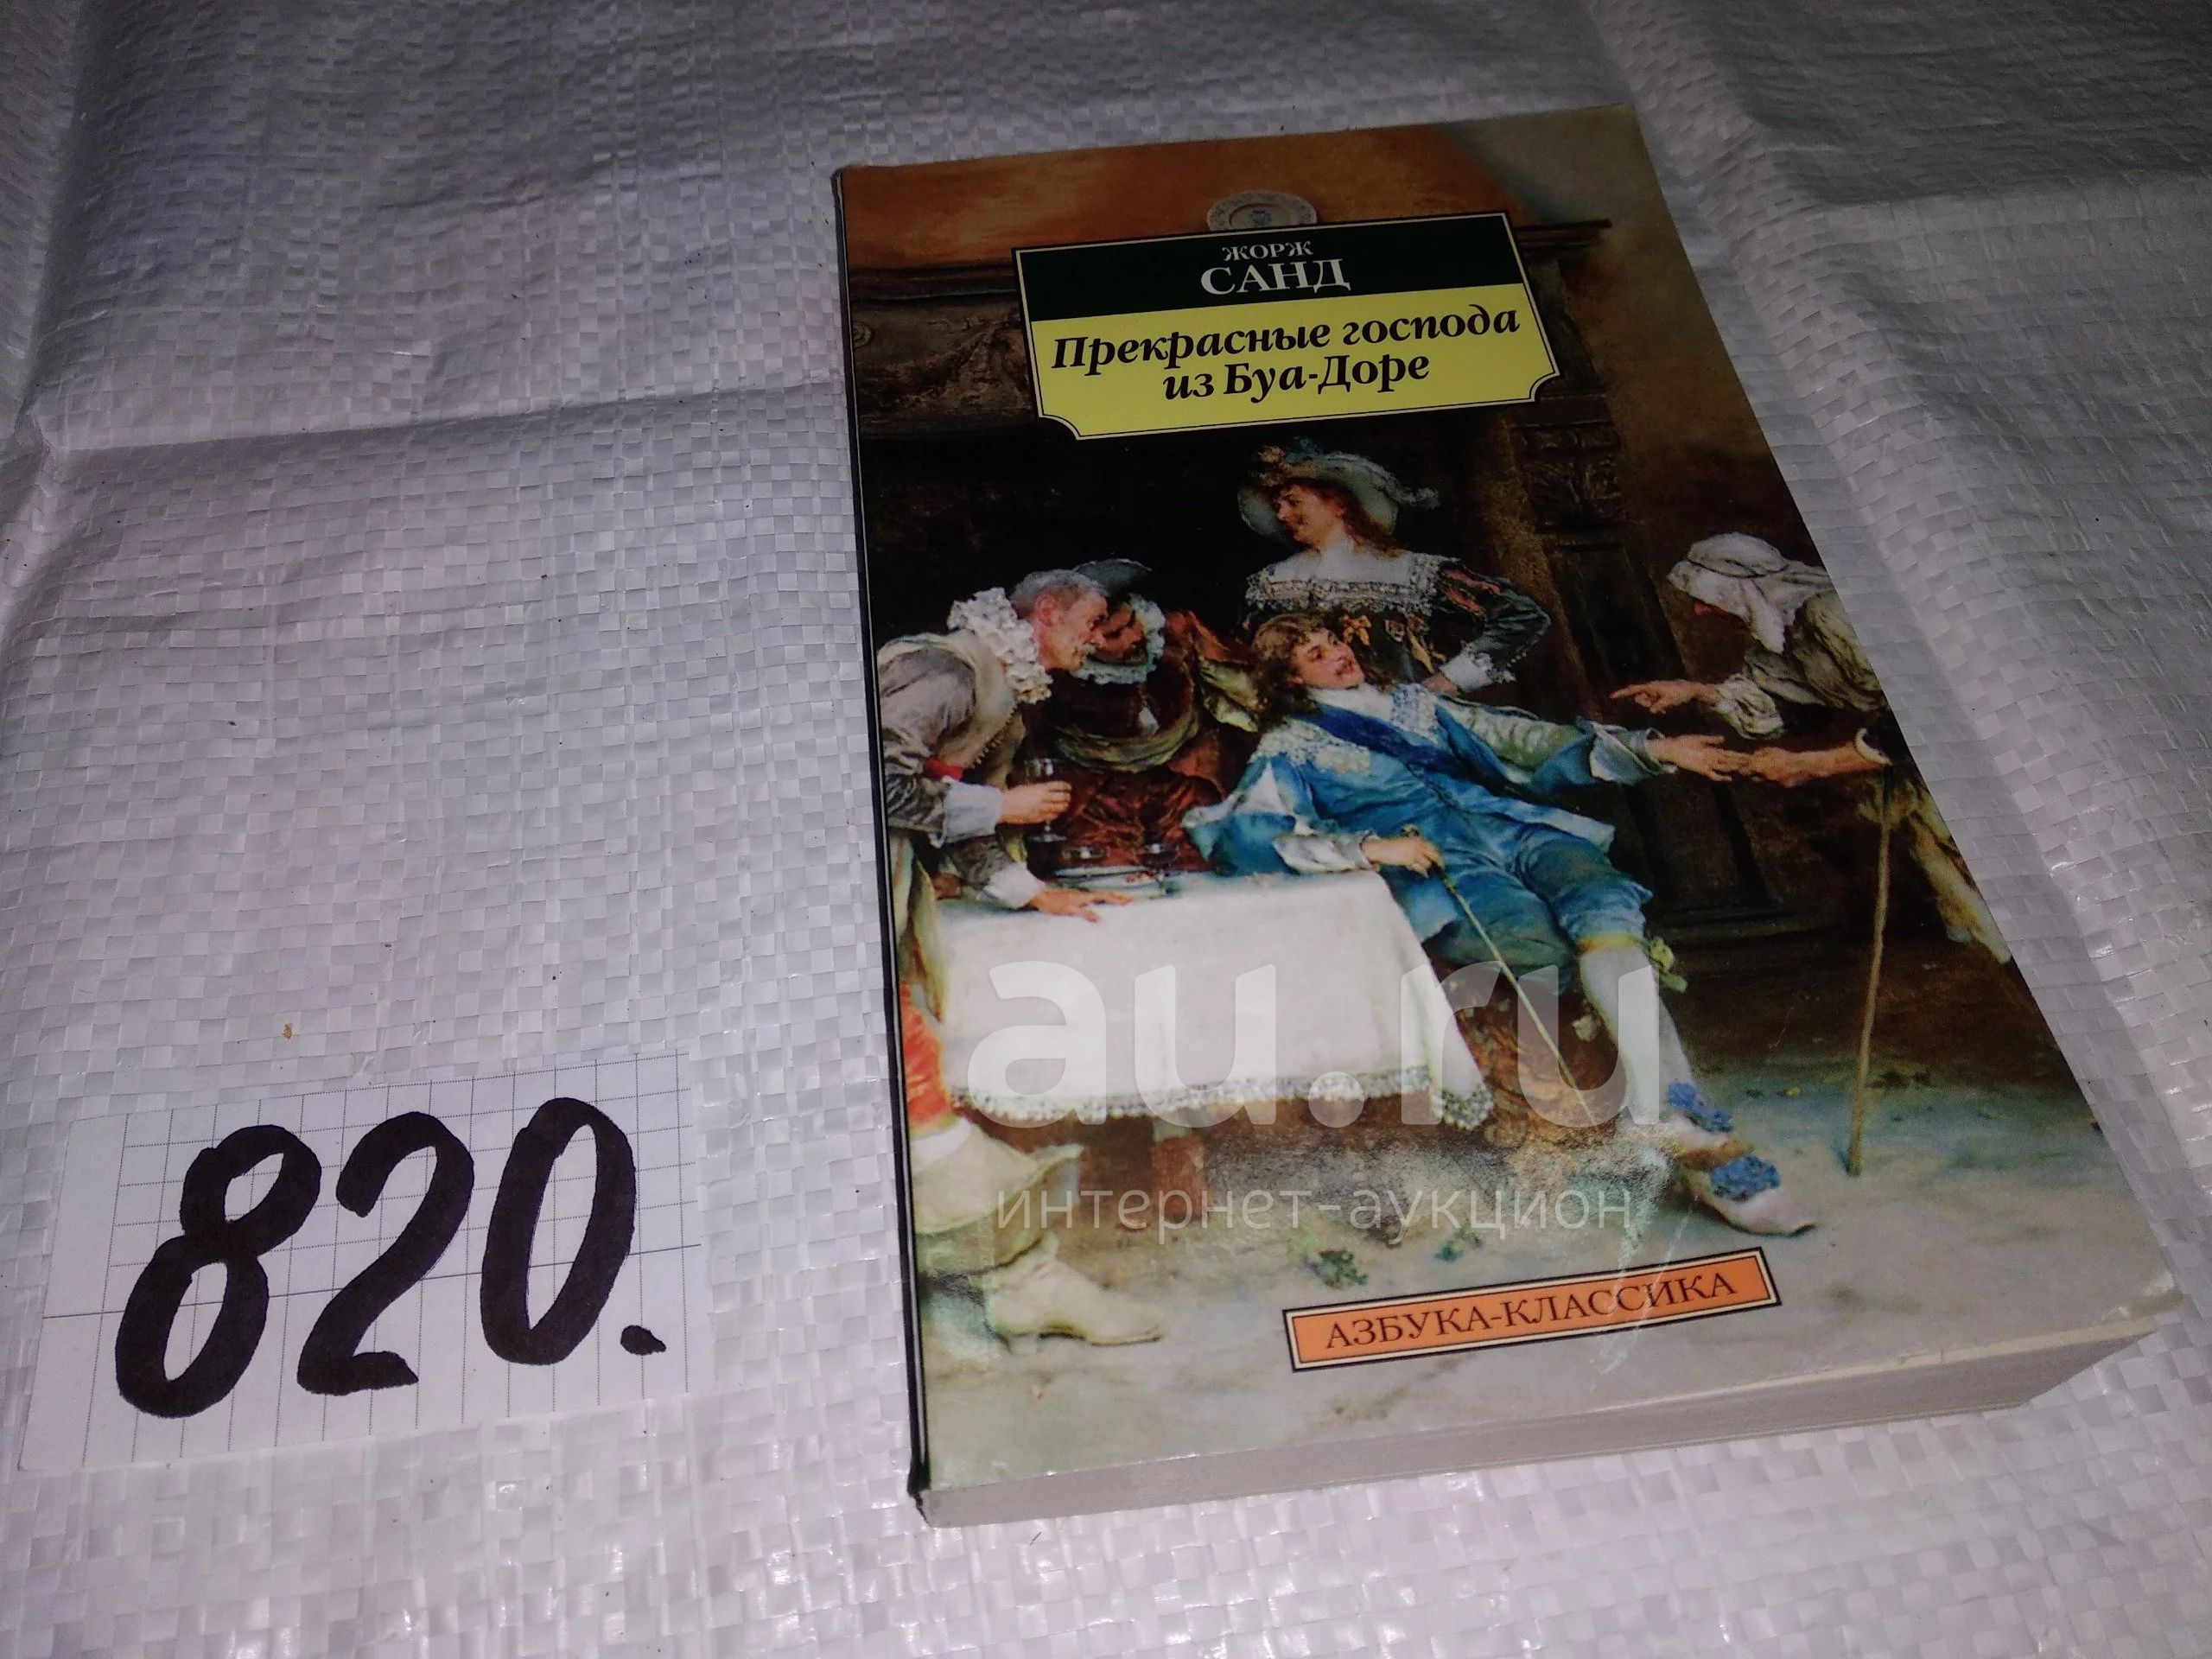 ЖОРЖ
САНД
Прекрасные господа
из Буа-Доре
au.ru
интернет-аукцион
АЗБУКА-КЛАССИКА
820.